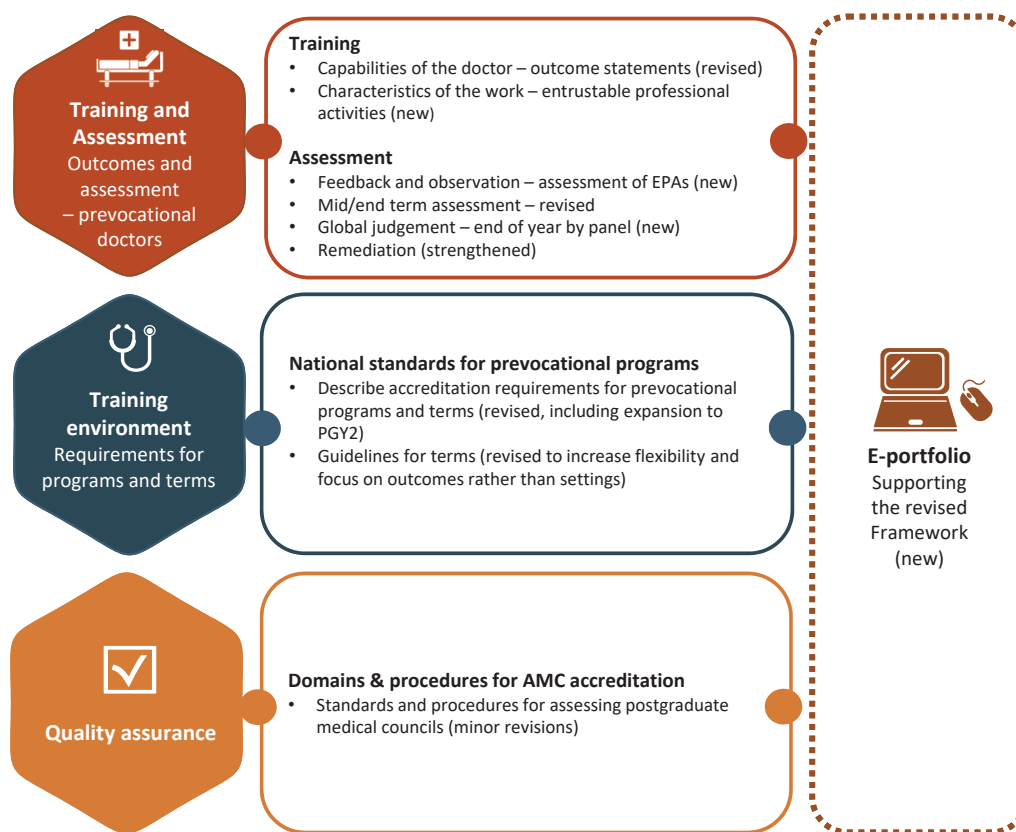 Training and
Assessment
Outcomes and
assessment
– prevocational
doctors
Training
• Capabilities of the doctor – outcome statements (revised)
• Characteristics of the work – entrustable professional
activities (new)
Assessment
• Feedback and observation – assessment of EPAs (new)
• Mid/end term assessment – revised
• Global judgement – end of year by panel (new)
• Remediation (strengthened)
Training
environment
Requirements for
programs and terms
National standards for prevocational programs
• Describe accreditation requirements for prevocational
programs and terms (revised, including expansion to
PGY2)
• Guidelines for terms (revised to increase flexibility and
focus on outcomes rather than settings)
Quality assurance
Domains & procedures for AMC accreditation
• Standards and procedures for assessing postgraduate
medical councils (minor revisions)
E-portfolio
Supporting
the revised
Framework
(new)